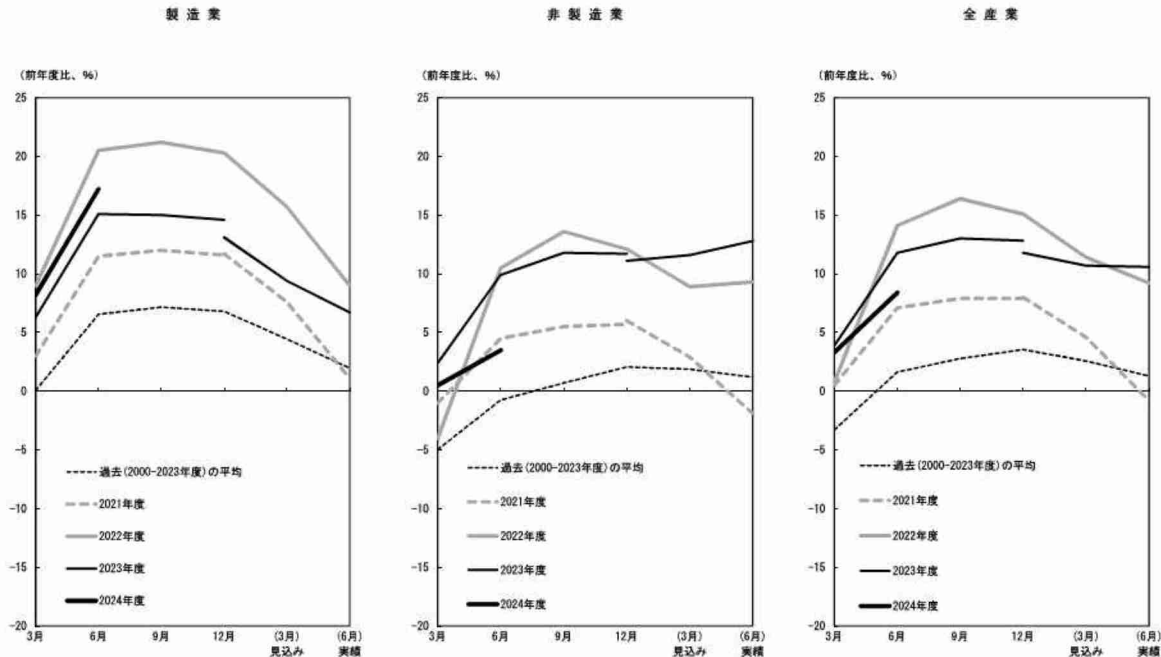 製造業
(前年度比、%)
25
20
15
10
5
0
-5
-10
-15
-20
過去(2000-2023年度)の平均
2021年度
2022年度
2023年度
2024年度
3月 6月 9月 12月 (3月) (6月)
見込み 実績
非製造業
(前年度比、%)
25
20
15
10
5
0
-5
-10
-15
-20
過去(2000-2023年度)の平均
2021年度
2022年度
2023年度
2024年度
3月 6月 9月 12月 (3月) (6月)
見込み 実績
全産業
(前年度比、%)
25
20
15
10
5
0
-5
-10
-15
-20
過去(2000-2023年度)の平均
2021年度
2022年度
2023年度
2024年度
3月 6月 9月 12月 (3月) (6月)
見込み 実績